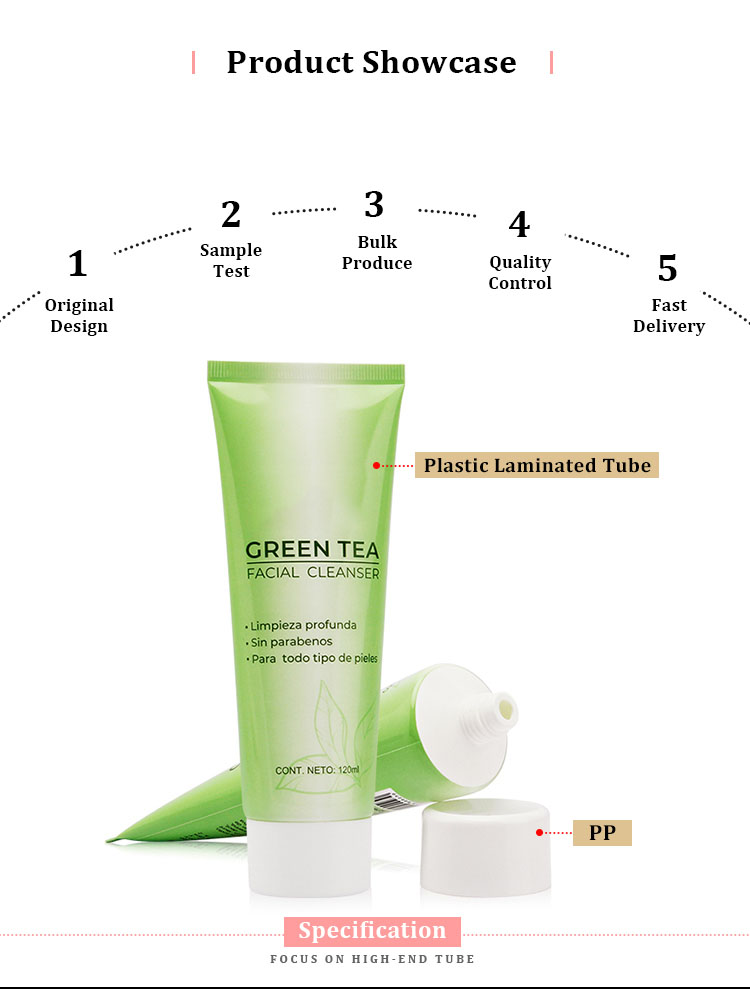 Product Showcase
1
Original
Design
2
Sample
Test
3
Bulk
Produce
4
Quality
Control
5
Fast
Delivery
Plastic Laminated Tube
GREEN TEA
FACIAL CLEANSER
• Limpieza profunda
• Sin parabenos
• Para todo tipo de pieles
CONT. NETO: 120ml
PP
Specification
FOCUS ON HIGH-END TUBE